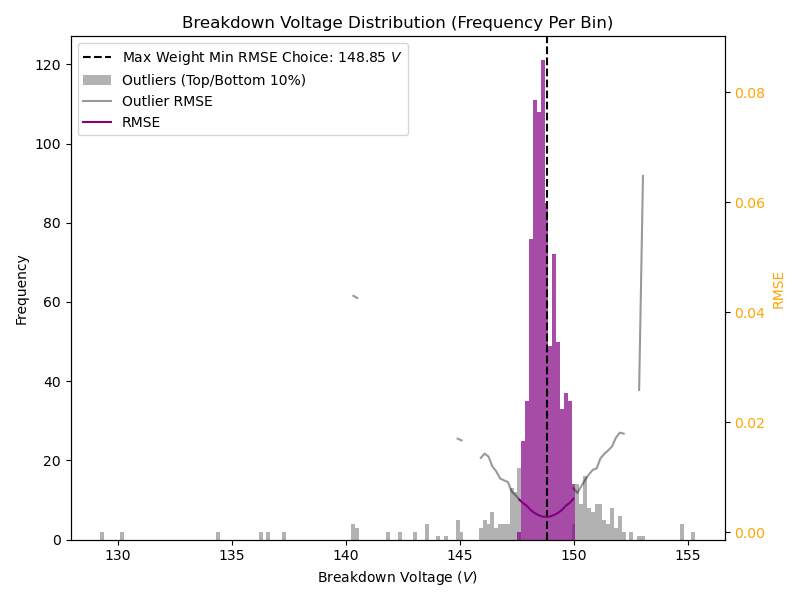 Breakdown Voltage Distribution (Frequency Per Bin)
Max Weight Min RMSE Choice: 148.85 V
Outliers (Top/Bottom 10%)
Outlier RMSE
RMSE
120
100
80
60
40
20
0
Frequency
0.08
0.06
0.04
0.02
0.00
RMSE
130 135 140 145 150 155
Breakdown Voltage (V)